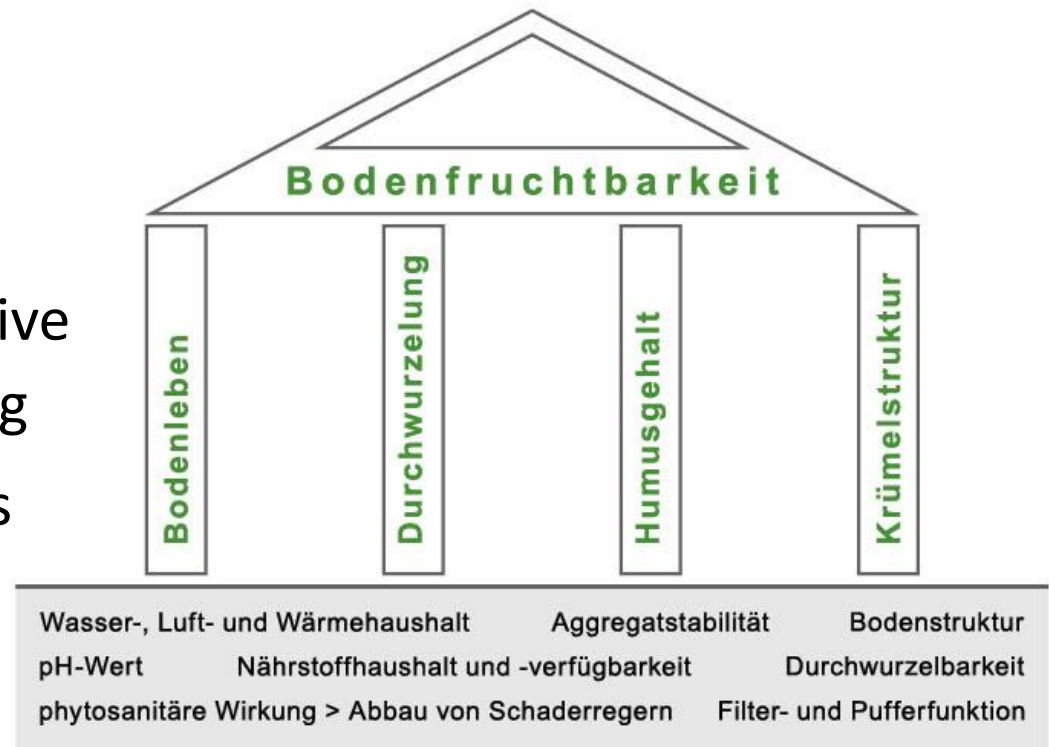 Bodenfruchtbarkeit
ive
g
s
Bodenleben
Durchwurzelung
Humusgehalt
Krümelstruktur
Wasser-, Luft- und Wärmehaushalt Aggregatstabilität Bodenstruktur
pH-Wert Nährstoffhaushalt und -verfügbarkeit Durchwurzelbarkeit
phytosanitäre Wirkung > Abbau von Schaderregern Filter- und Pufferfunktion